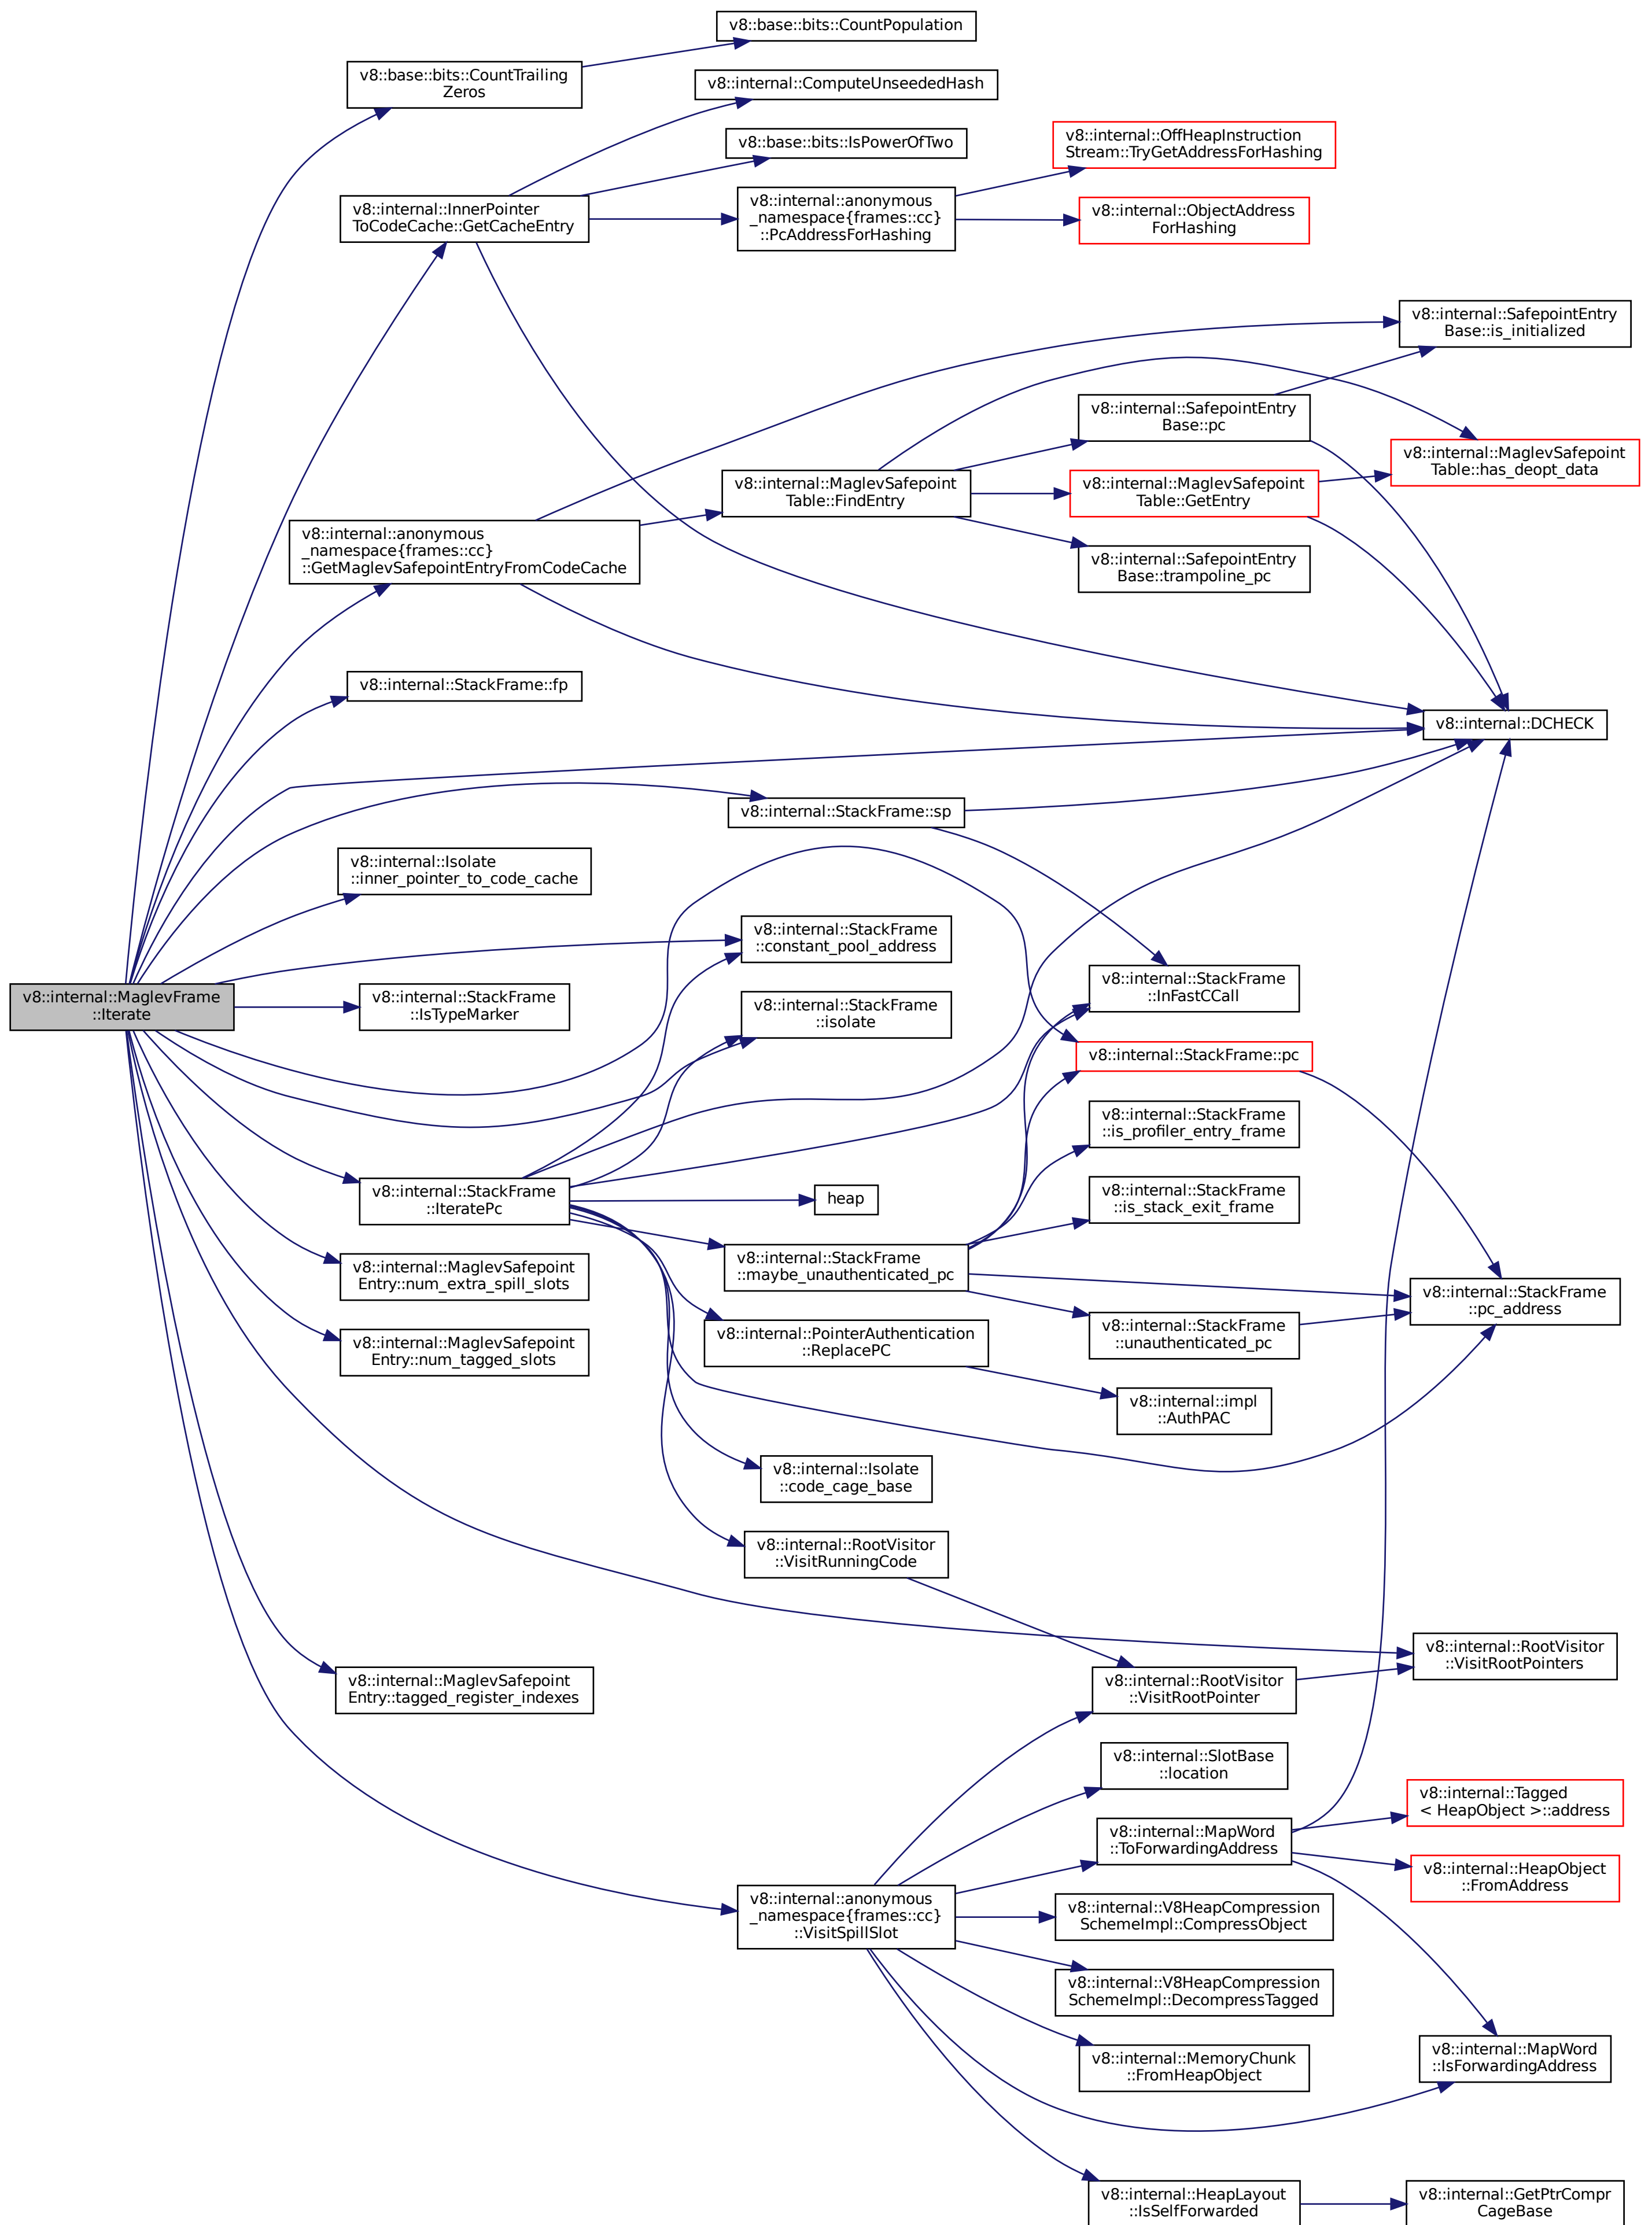 v8::base::bits::CountPopulation
v8::base::bits::CountTrailing
Zeros
v8::internal::ComputeUnseededHash
v8::internal::OffHeapInstruction
Stream::TryGetAddressForHashing
v8::base::bits::IsPowerOfTwo
v8::internal::InnerPointer
ToCodeCache::GetCacheEntry
v8::internal::anonymous
_namespace{frames::cc}
::PcAddressForHashing
v8::internal::ObjectAddress
ForHashing
v8::internal::SafepointEntry
Base::is_initialized
v8::internal::SafepointEntry
Base::pc
v8::internal::MaglevSafepoint
Table::has_deopt_data
v8::internal::MaglevSafepoint
Table::FindEntry
v8::internal::MaglevSafepoint
Table::GetEntry
v8::internal::anonymous
_namespace{frames::cc}
::GetMaglevSafepointEntryFromCodeCache
v8::internal::SafepointEntry
Base::trampoline_pc
v8::internal::StackFrame::fp
v8::internal::DCHECK
v8::internal::StackFrame::sp
v8::internal::Isolate
::inner_pointer_to_code_cache
v8::internal::StackFrame
::constant_pool_address
v8::internal::MaglevFrame
::Iterate
v8::internal::StackFrame
::IsTypeMarker
v8::internal::StackFrame
::isolate
v8::internal::StackFrame
::InFastCCall
v8::internal::StackFrame::pc
v8::internal::StackFrame
::is_profiler_entry_frame
v8::internal::StackFrame
::IteratePc
heap
v8::internal::StackFrame
::is_stack_exit_frame
v8::internal::MaglevSafepoint
Entry::num_extra_spill_slots
v8::internal::StackFrame
::maybe_unauthenticated_pc
v8::internal::StackFrame
::pc_address
v8::internal::MaglevSafepoint
Entry::num_tagged_slots
v8::internal::PointerAuthentication
::ReplacePC
v8::internal::StackFrame
::unauthenticated_pc
v8::internal::impl
::AuthPAC
v8::internal::Isolate
::code_cage_base
v8::internal::RootVisitor
::VisitRunningCode
v8::internal::RootVisitor
::VisitRootPointers
v8::internal::MaglevSafepoint
Entry::tagged_register_indexes
v8::internal::RootVisitor
::VisitRootPointer
v8::internal::SlotBase
::location
v8::internal::Tagged
< HeapObject >::address
v8::internal::MapWord
::ToForwardingAddress
v8::internal::HeapObject
::FromAddress
v8::internal::anonymous
_namespace{frames::cc}
::VisitSpillSlot
v8::internal::V8HeapCompression
SchemeImpl::CompressObject
v8::internal::V8HeapCompression
SchemeImpl::DecompressTagged
v8::internal::MemoryChunk
::FromHeapObject
v8::internal::MapWord
::IsForwardingAddress
v8::internal::HeapLayout
::IsSelfForwarded
v8::internal::GetPtrCompr
CageBase